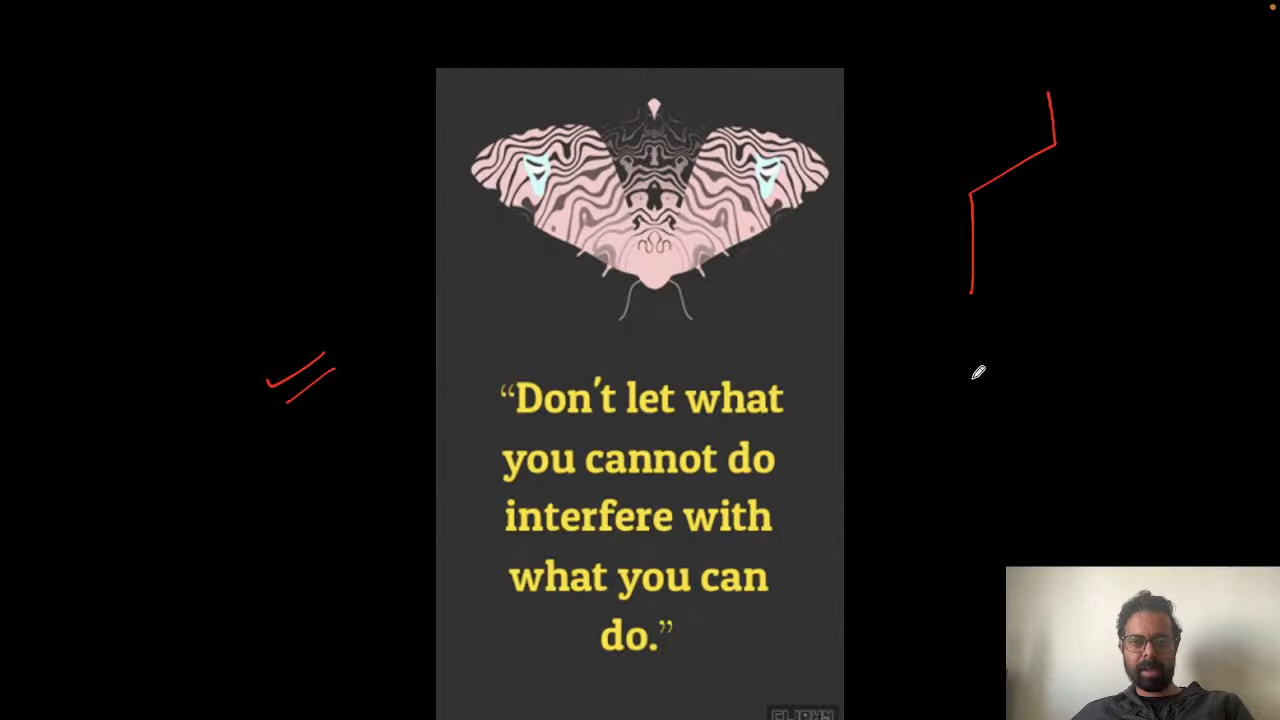 “Don't let what
you cannot do
interfere with
what you can
do.”